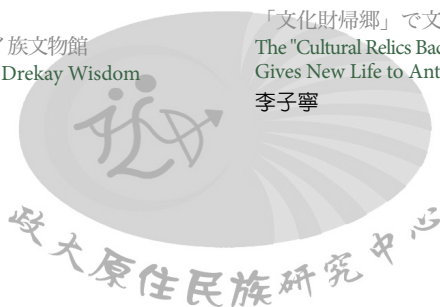 「文化財帰郷」で文
族文物館
The "Cultural Relics Bac
Drekay Wisdom
Gives New Life to Ant
李子寧
政大原住民族研究中心